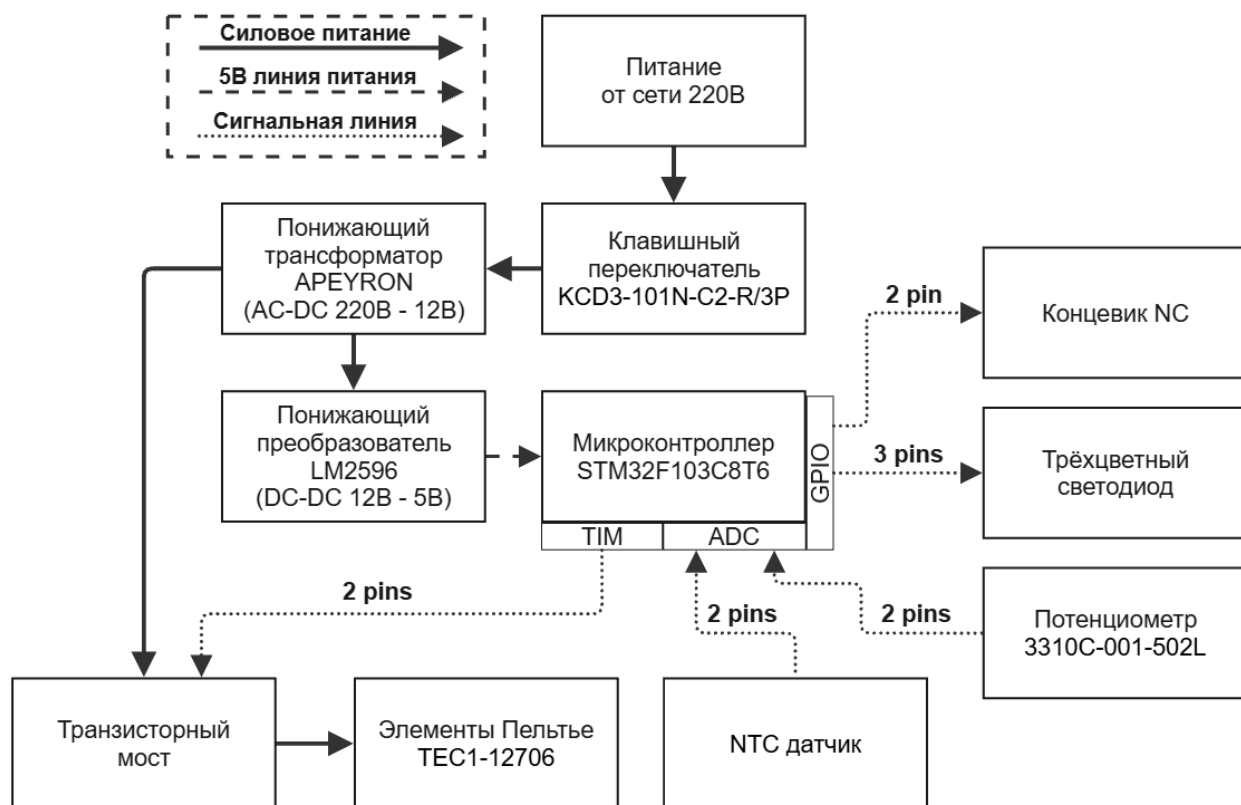 Силовое питание
5В линия питания
Сигнальная линия
Питание
от сети 220В
Понижающий
трансформатор
APEYRON
(AC-DC 220В - 12В)
Клавишный
переключатель
KCD3-101N-C2-R/3P
2 pin
Концевик NC
Понижающий
преобразователь
LM2596
(DC-DC 12В - 5В)
Микроконтроллер
STM32F103C8T6
GPIO
TIM
ADC
3 pins
Трёхцветный
светодиод
2 pins
2 pins
2 pins
Потенциометр
3310C-001-502L
Транзисторный
мост
Элементы Пельтье
TEC1-12706
NTC датчик